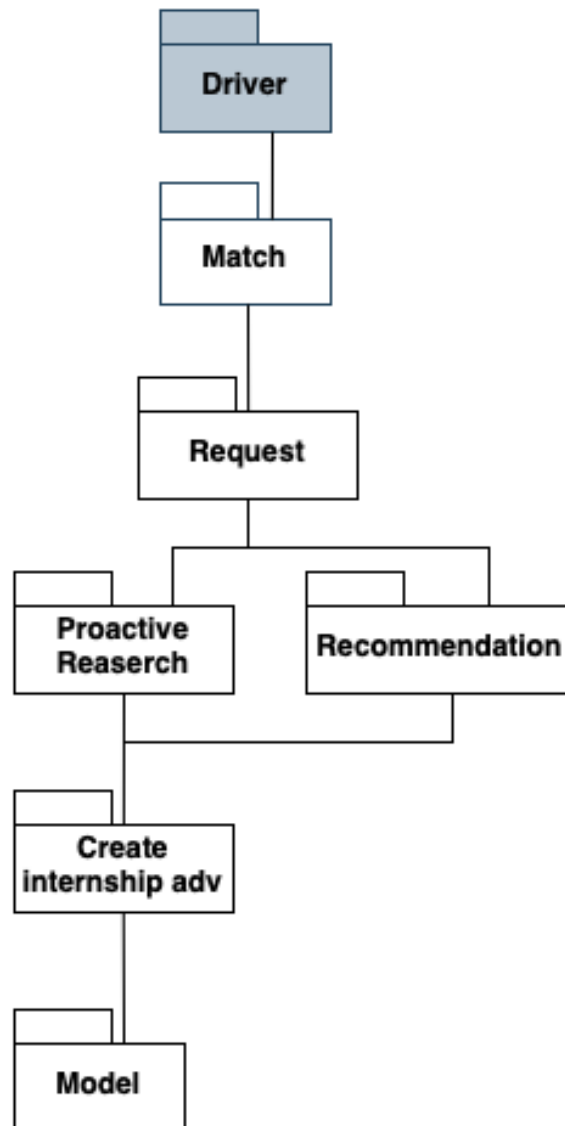 Driver
Match
Request
Proactive
Reaserch
Recommendation
Create
internship adv
Model